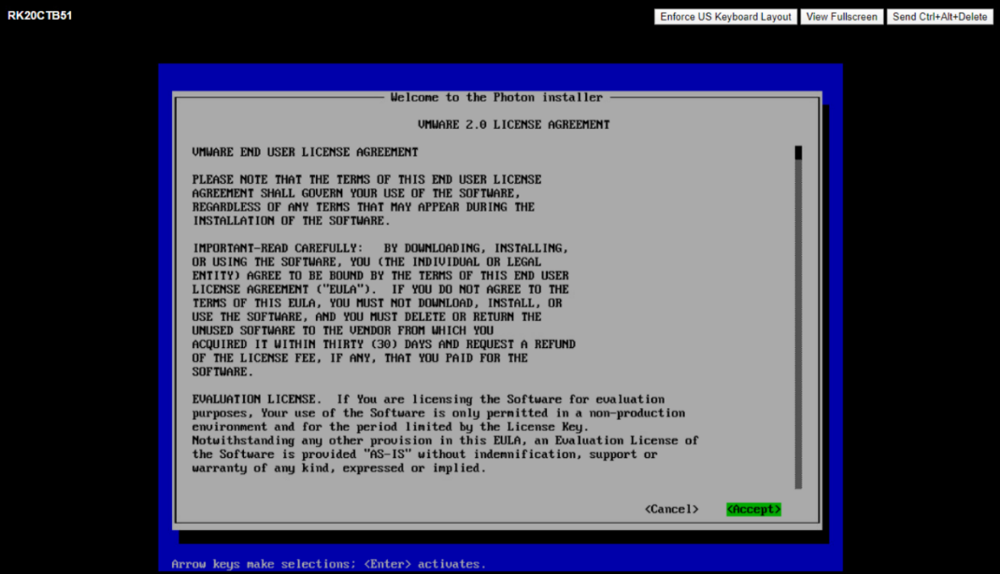 RK20CTB51
Enforce US Keyboard Layout View Fullscreen Send Ctrl+Alt+Delete
Welcome to the Photon installer
VMWARE 2.0 LICENSE AGREEMENT
VMWARE END USER LICENSE AGREEMENT
PLEASE NOTE THAT THE TERMS OF THIS END USER LICENSE
AGREEMENT SHALL GOVERN YOUR USE OF THE SOFTWARE,
REGARDLESS OF ANY TERMS THAT MAY APPEAR DURING THE
INSTALLATION OF THE SOFTWARE.
IMPORTANT-READ CAREFULLY:   BY DOWNLOADING, INSTALLING,
OR USING THE SOFTWARE, YOU (THE INDIVIDUAL OR LEGAL
ENTITY) AGREE TO BE BOUND BY THE TERMS OF THIS END USER
LICENSE AGREEMENT ("EULA").  IF YOU DO NOT AGREE TO THE
TERMS OF THIS EULA, YOU MUST NOT DOWNLOAD, INSTALL, OR
USE THE SOFTWARE, AND YOU MUST DELETE OR RETURN THE
UNUSED SOFTWARE TO THE VENDOR FROM WHICH YOU
ACQUIRED IT WITHIN THIRTY (30) DAYS AND REQUEST A REFUND
OF THE LICENSE FEE, IF ANY, THAT YOU PAID FOR THE
SOFTWARE.
EVALUATION LICENSE.  If You are licensing the Software for evaluation
purposes, Your use of the Software is only permitted in a non-production
environment and for the period limited by the License Key.
Notwithstanding any other provision in this EULA, an Evaluation License of
the Software is provided "AS-IS" without indemnification, support or
warranty of any kind, expressed or implied.
<Cancel> <Accept>
Arrow keys make selections; <Enter> activates.